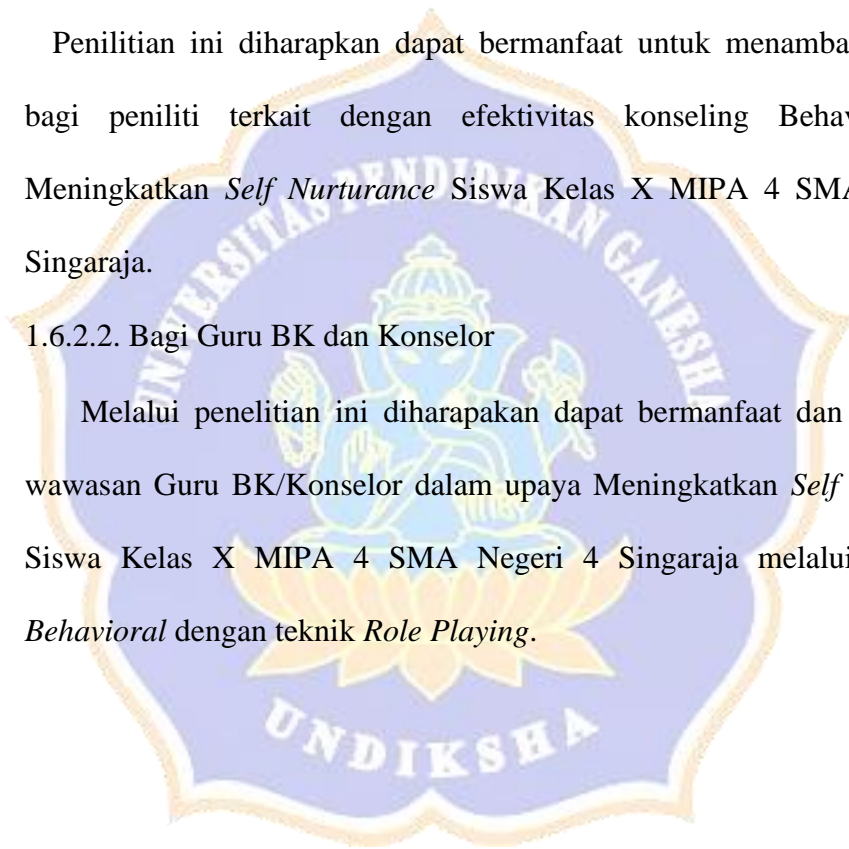 Penilitian ini diharapkan dapat bermanfaat untuk menamba
bagi peniliti terkait dengan efektivitas konseling Behav
Meningkatkan Self Nurturance Siswa Kelas X MIPA 4 SMA
Singaraja.
1.6.2.2. Bagi Guru BK dan Konselor
Melalui penelitian ini diharapakan dapat bermanfaat dan
wawasan Guru BK/Konselor dalam upaya Meningkatkan Self
Siswa Kelas X MIPA 4 SMA Negeri 4 Singaraja melalui
Behavioral dengan teknik Role Playing.
UNIVERSITAS PENDIDIKAN GANESHA
UNDIKSHA